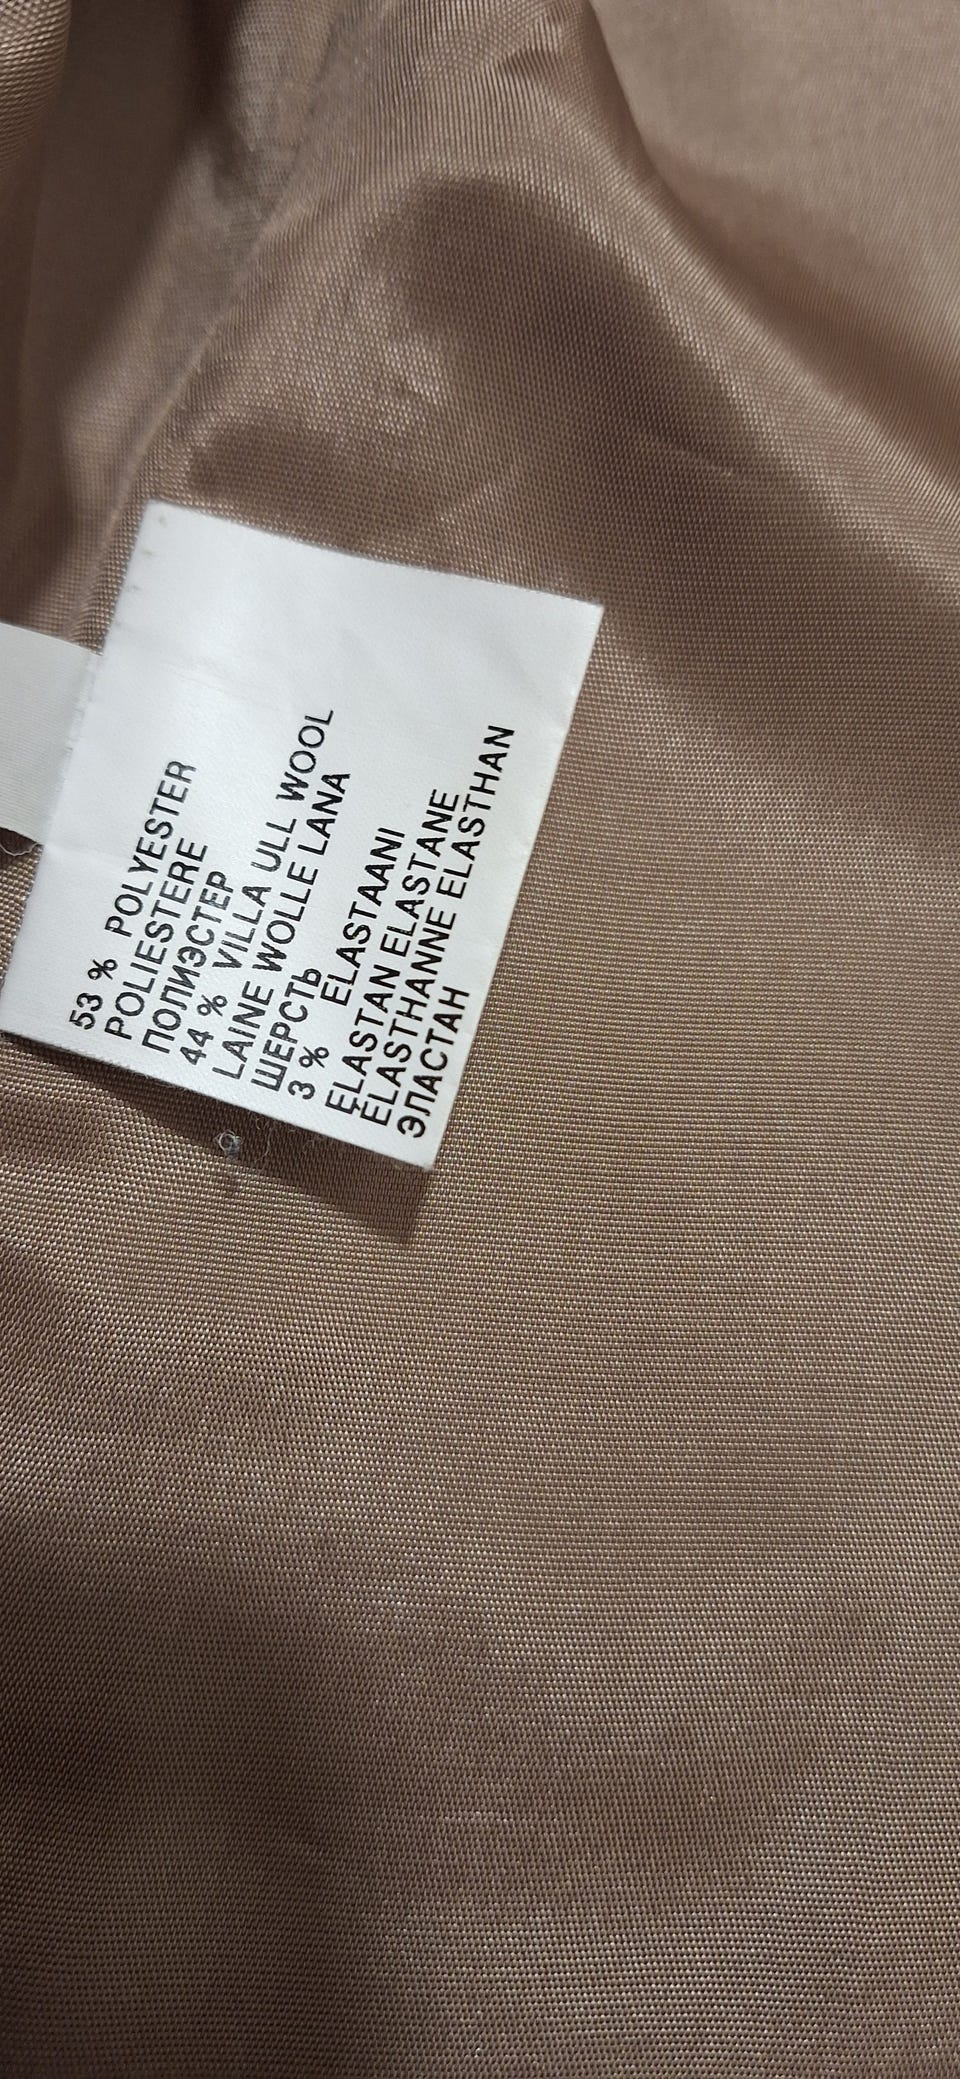 53 % POLYESTER
POLIESTERE
ПОЛИЭСТЕР
44 % VILLA ULL WOOL
LAINE WOLLE LANA
ШЕРСТЬ
3 % ELASTAANI
ELASTAN ELASTANE
ELASTHANNE ELASTHAN
ЭЛАСТАН